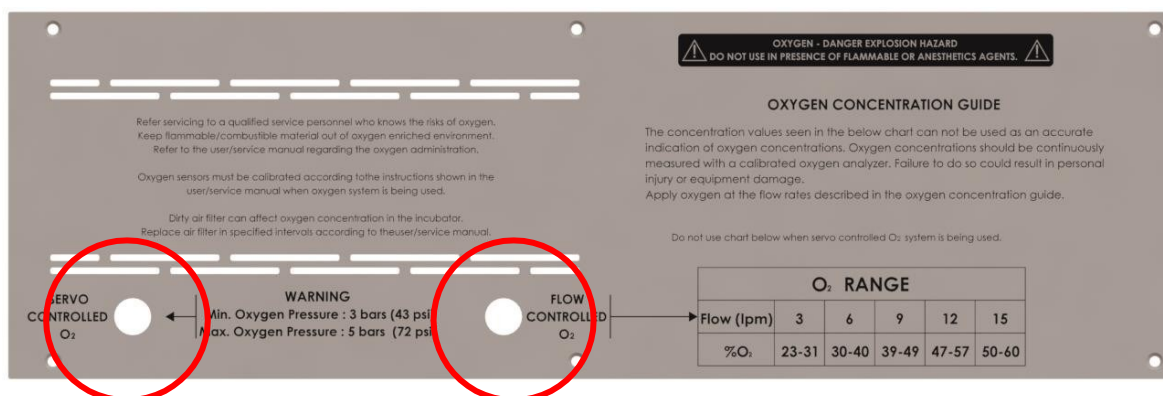 Refer servicing to a qualified service personnel who knows the risks of oxygen.
Keep flammable/combustible material out of oxygen enriched environment.
Refer to the user/service manual regarding the oxygen administration.
Oxygen sensors must be calibrated according tothe instructions shown in the
user/service manual when oxygen system is being used.
Dirty air filter can affect oxygen concentration in the incubator.
Replace air filter in specified intervals according to theuser/service manual.
SERVO
CONTROLLED
O₂
WARNING
Min. Oxygen Pressure : 3 bars (43 psi
Max. Oxygen Pressure : 5 bars (72 psi
FLOW
CONTROLLED
O₂
OXYGEN - DANGER EXPLOSION HAZARD
DO NOT USE IN PRESENCE OF FLAMMABLE OR ANESTHETICS AGENTS.
OXYGEN CONCENTRATION GUIDE
The concentration values seen in the below chart can not be used as an accurate
indication of oxygen concentrations. Oxygen concentrations should be continuously
measured with a calibrated oxygen analyzer. Failure to do so could result in personal
injury or equipment damage.
Apply oxygen at the flow rates described in the oxygen concentration guide.
Do not use chart below when servo controlled O₂ system is being used.
O₂ RANGE
Flow (lpm) 3 6 9 12 15
%O₂ 23-31 30-40 39-49 47-57 50-60